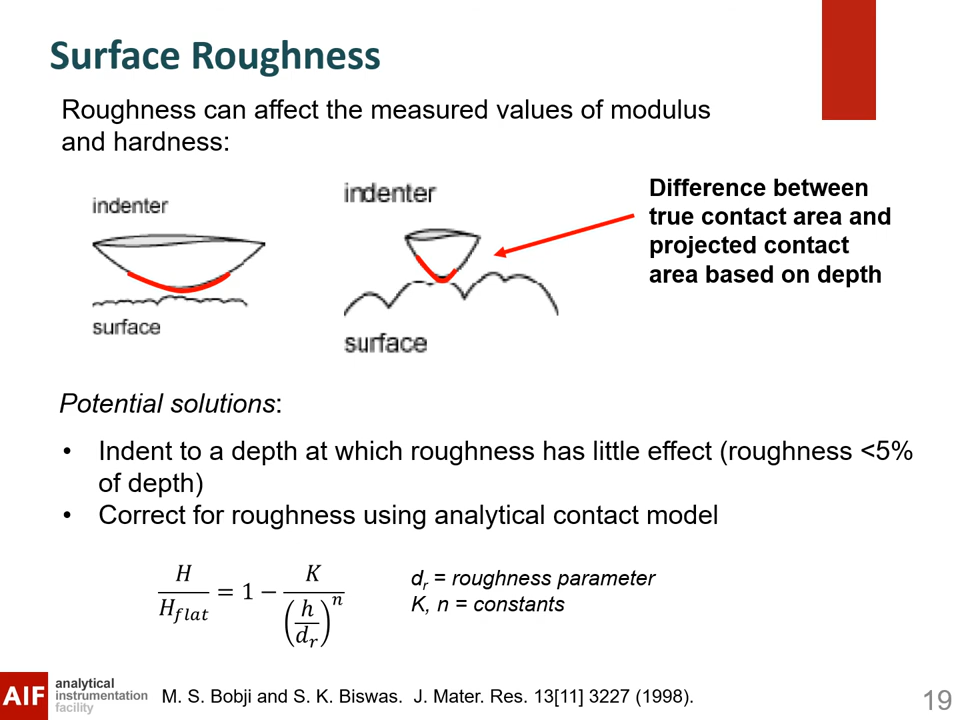 Surface Roughness
Roughness can affect the measured values of modulus
and hardness:
indenter
surface
indenter
surface
Difference between
true contact area and
projected contact
area based on depth
Potential solutions:
• Indent to a depth at which roughness has little effect (roughness <5%
of depth)
• Correct for roughness using analytical contact model
H/H_flat = 1 − K/(h/d_r)^n
d_r = roughness parameter
K, n = constants
AIF
analytical
instrumentation
facility
M. S. Bobji and S. K. Biswas. J. Mater. Res. 13[11] 3227 (1998).
19